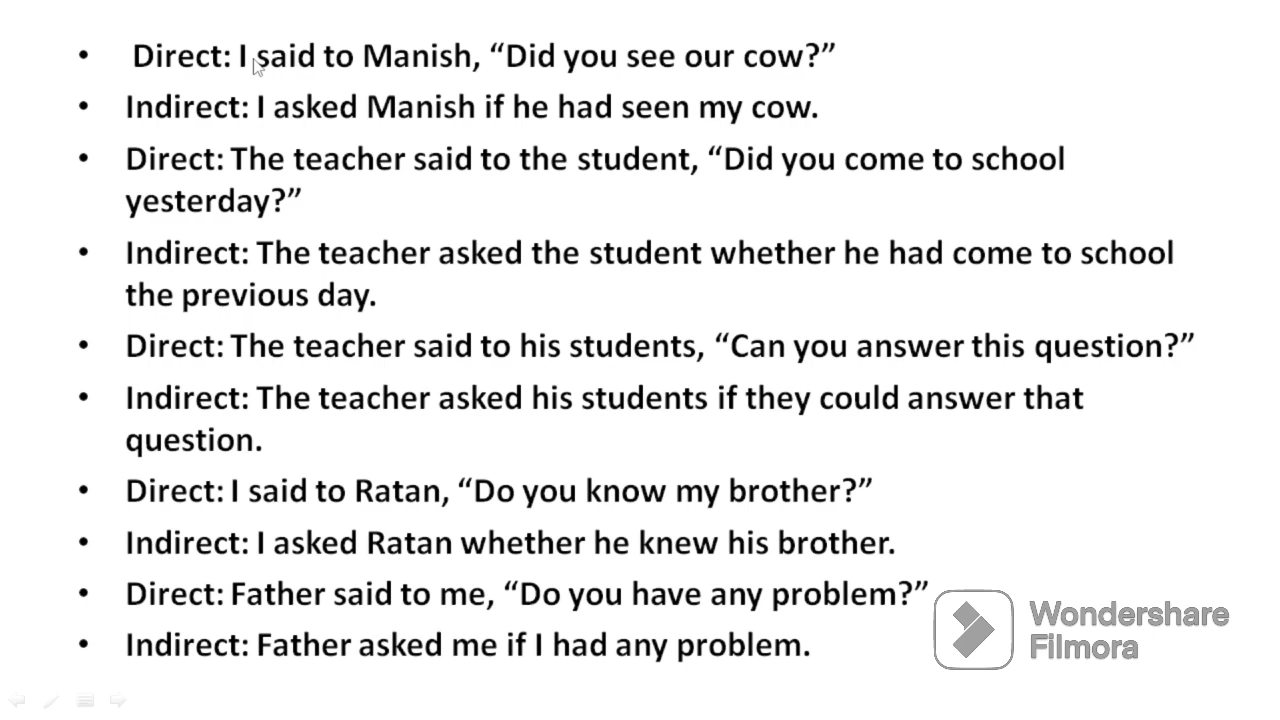 • Direct: I said to Manish, “Did you see our cow?”
• Indirect: I asked Manish if he had seen my cow.
• Direct: The teacher said to the student, “Did you come to school
yesterday?”
• Indirect: The teacher asked the student whether he had come to school
the previous day.
• Direct: The teacher said to his students, “Can you answer this question?”
• Indirect: The teacher asked his students if they could answer that
question.
• Direct: I said to Ratan, “Do you know my brother?”
• Indirect: I asked Ratan whether he knew his brother.
• Direct: Father said to me, “Do you have any problem?”
• Indirect: Father asked me if I had any problem.
Wondershare
Filmora